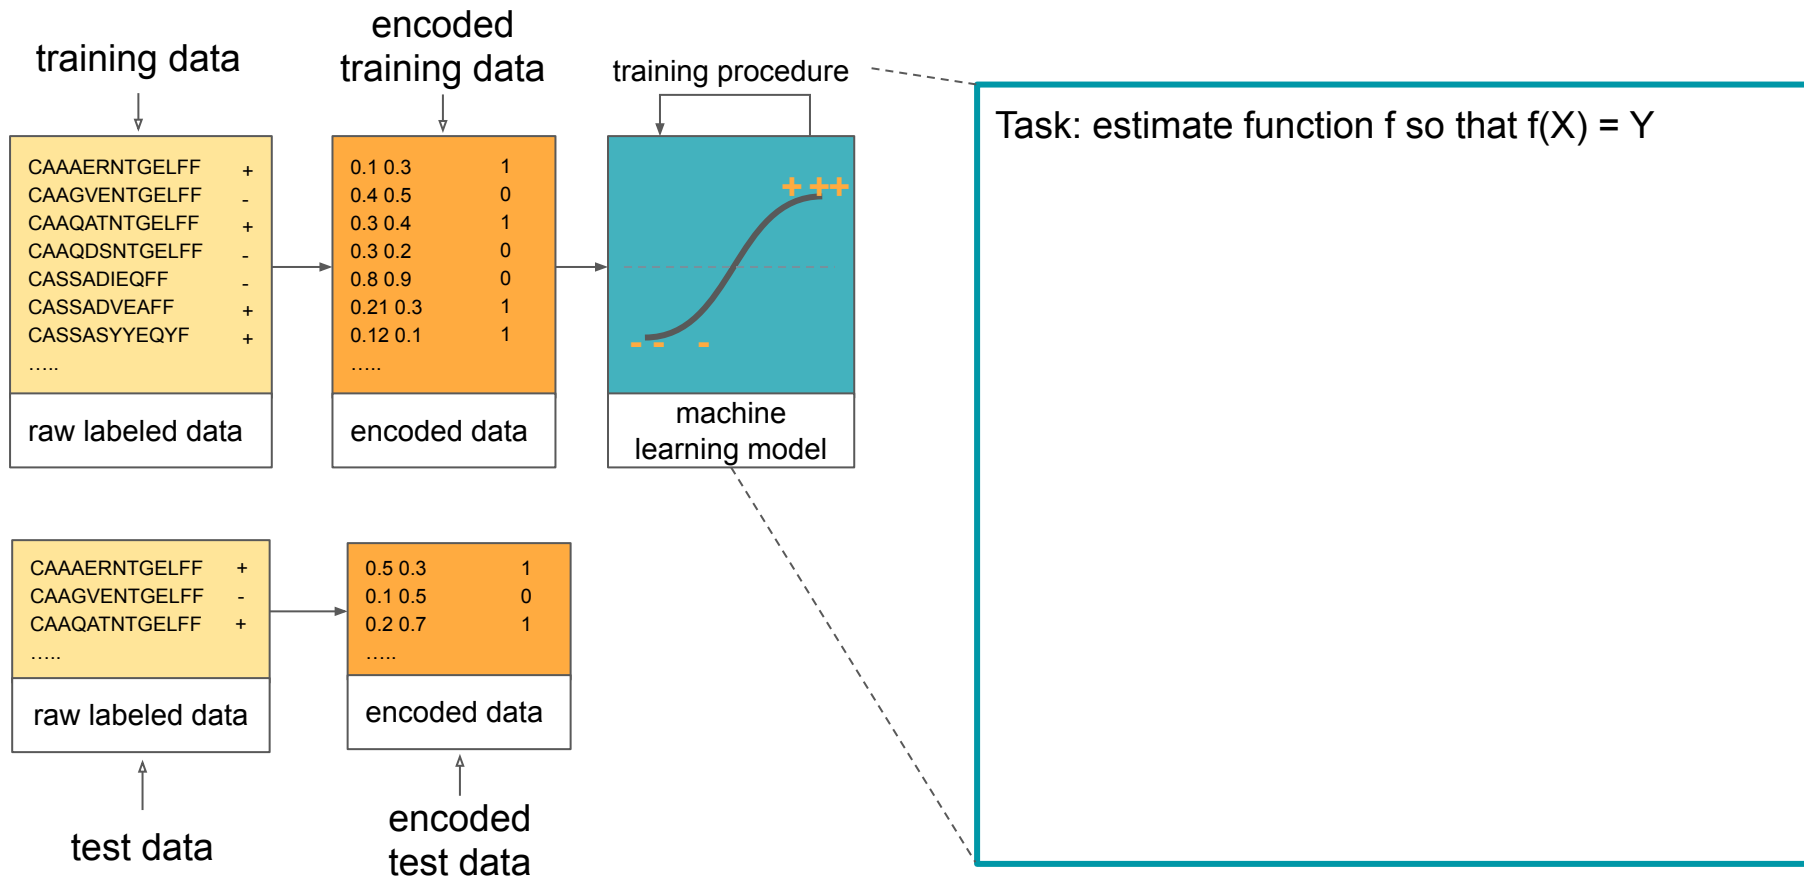 training data
encoded
training data
training procedure
Task: estimate function f so that f(X) = Y
CAAAERNTGELFF +
CAAGVENTGELFF -
CAAQATNTGELFF +
CAAQDSNTGELFF -
CASSADIEQFF -
CASSADVEAFF +
CASSASYYEQYF +
…..
raw labeled data
0.1 0.3 1
0.4 0.5 0
0.3 0.4 1
0.3 0.2 0
0.8 0.9 0
0.21 0.3 1
0.12 0.1 1
…..
encoded data
+ ++
- - -
machine
learning model
CAAAERNTGELFF +
CAAGVENTGELFF -
CAAQATNTGELFF +
…..
raw labeled data
0.5 0.3 1
0.1 0.5 0
0.2 0.7 1
…..
encoded data
test data
encoded
test data